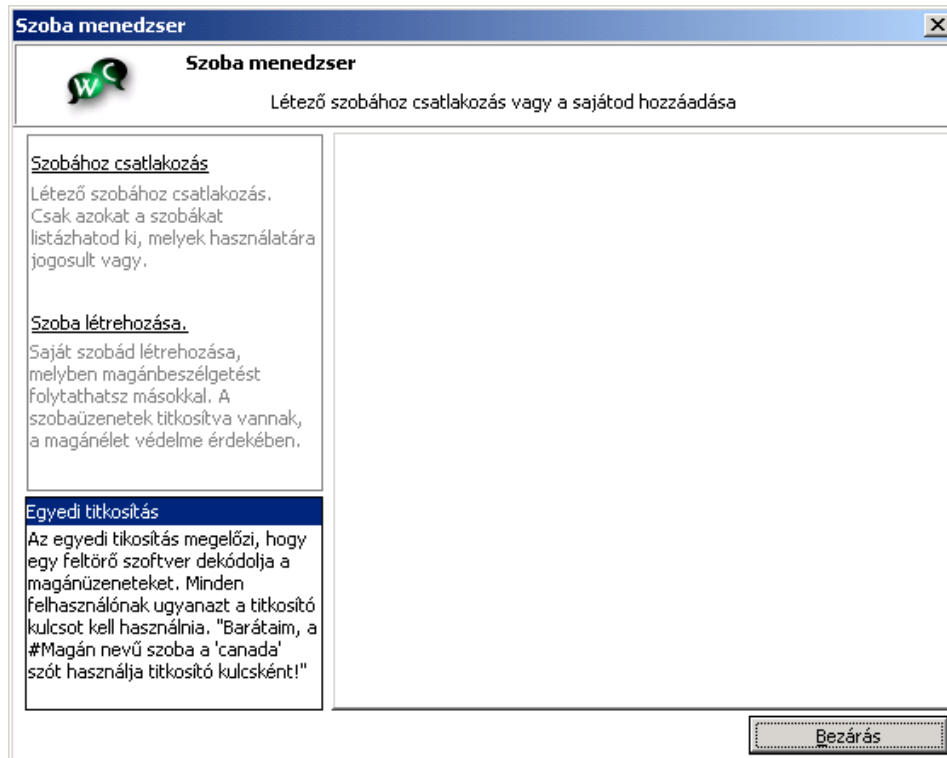 Szoba menedzser
Szoba menedzser
Létező szobához csatlakozás vagy a sajátod hozzáadása
WC
Szobához csatlakozás
Létező szobához csatlakozás.
Csak azokat a szobákat
listázhatod ki, melyek használatára
jogosult vagy.
Szoba létrehozása.
Saját szobád létrehozása,
melyben magánbeszélgetést
folytathatsz másokkal. A
szobaüzenetek titkosítva vannak,
a magánélet védelme érdekében.
Egyedi titkosítás
Az egyedi tikosítás megelőzi, hogy
egy feltörő szoftver dekódolja a
magánüzeneteket. Minden
felhasználónak ugyanazt a titkosító
kulcsot kell használnia. "Barátaim, a
#Magán nevű szoba a 'canada'
szót használja titkosító kulcsként!"
Bezárás